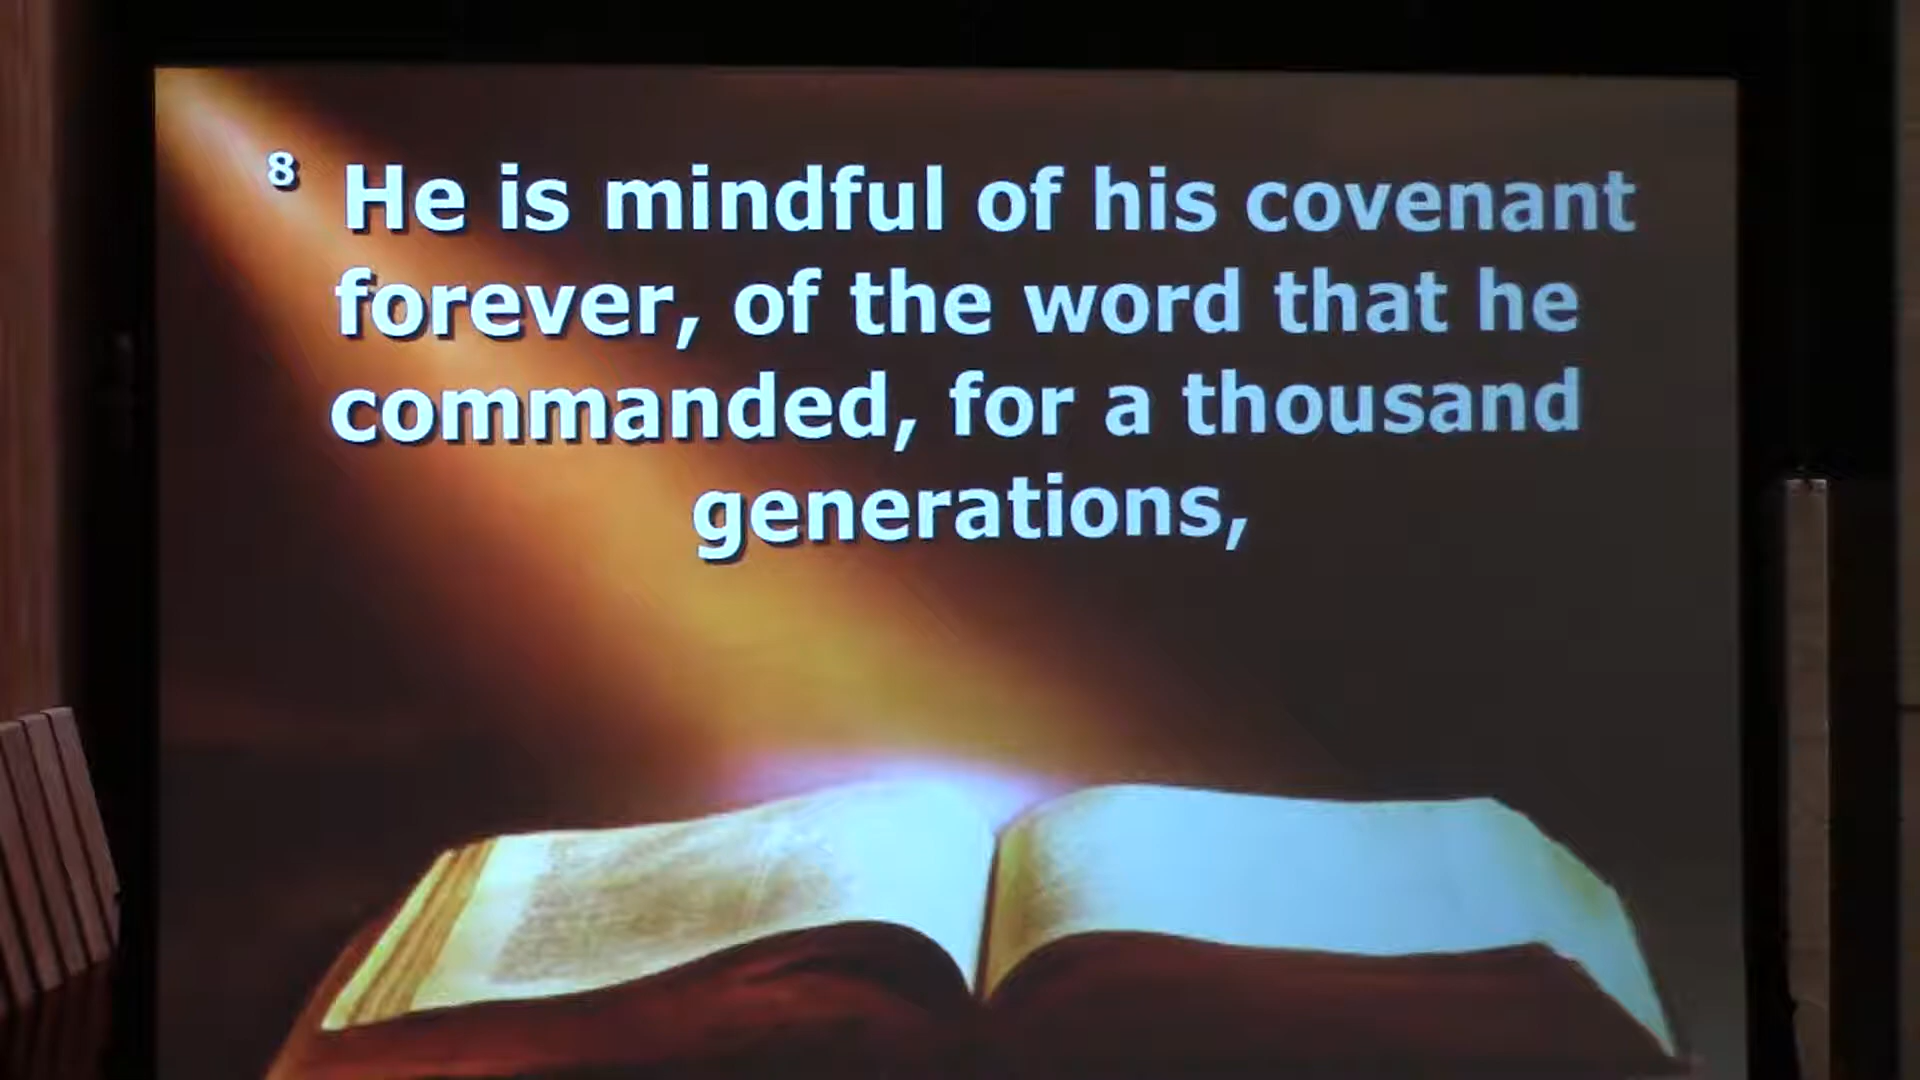 8 He is mindful of his covenant
forever, of the word that he
commanded, for a thousand
generations,